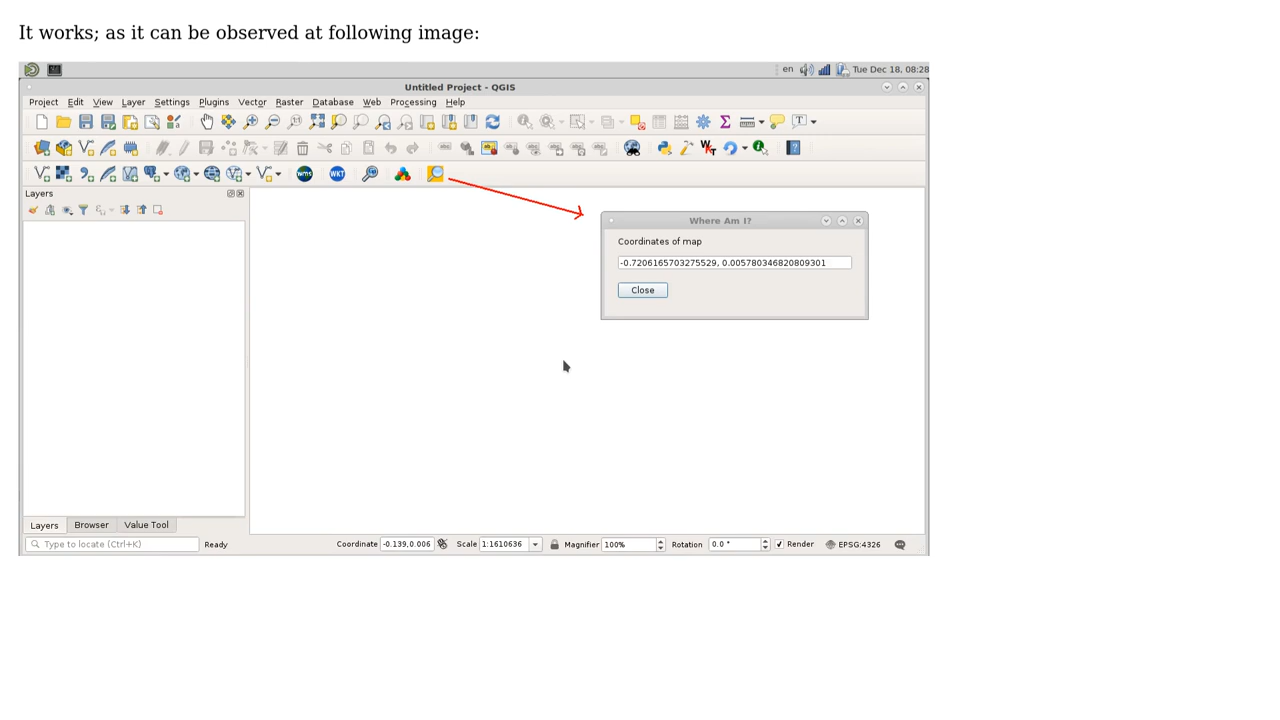 It works; as it can be observed at following image:
en Tue Dec 18, 08:28
Untitled Project - QGIS
Project Edit View Layer Settings Plugins Vector Raster Database Web Processing Help
wms WKT
Layers
Where Am I?
Coordinates of map
-0.7206165703275529, 0.005780346820809301
Close
Layers Browser Value Tool
Type to locate (Ctrl+K) Ready Coordinate -0.139,0.006 Scale 1:1610636 Magnifier 100% Rotation 0.0 ° Render EPSG:4326